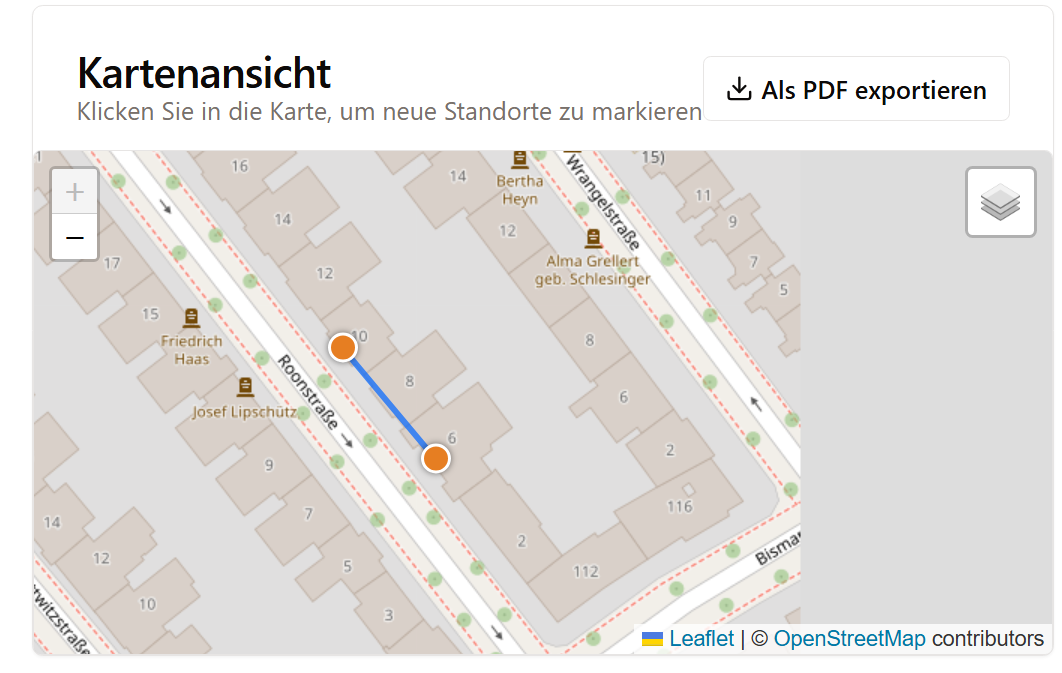 Kartenansicht
Klicken Sie in die Karte, um neue Standorte zu markieren
Als PDF exportieren
+
−
1
16
14
12
10
8
6
2
112
17
15
Friedrich
Haas
Josef Lipschütz
Roonstraße
9
7
5
3
14
12
10
14
Bertha
Heyn
12
Alma Grellert
geb. Schlesinger
8
6
2
116
Wrangelstraße
15)
11
9
7
5
Leaflet | © OpenStreetMap contributors